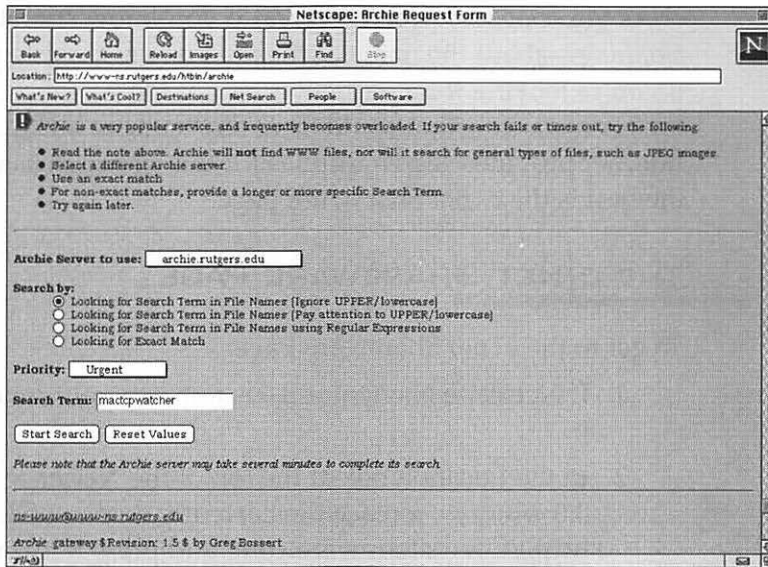 Netscape: Archie Request Form
Back Forward Home Reload Images Open Print Find Stop
N
Location: http://www-ns.rutgers.edu/htbin/archie
What's New? What's Cool? Destinations Net Search People Software
Archie is a very popular service, and frequently becomes overloaded. If your search fails or times out, try the following
Read the note above. Archie will not find WWW files, nor will it search for general types of files, such as JPEG images.
Select a different Archie server.
Use an exact match
For non-exact matches, provide a longer or more specific Search Term.
Try again later.
Archie Server to use: archie.rutgers.edu
Search by:
Looking for Search Term in File Names (Ignore UPPER/lowercase)
Looking for Search Term in File Names (Pay attention to UPPER/lowercase)
Looking for Search Term in File Names using Regular Expressions
Looking for Exact Match
Priority: Urgent
Search Term: mactcpwatcher
Start Search Reset Values
Please note that the Archie server may take several minutes to complete its search.
ns-www@www-ns.rutgers.edu
Archie gateway $Revision: 1.5 $ by Greg Bossert